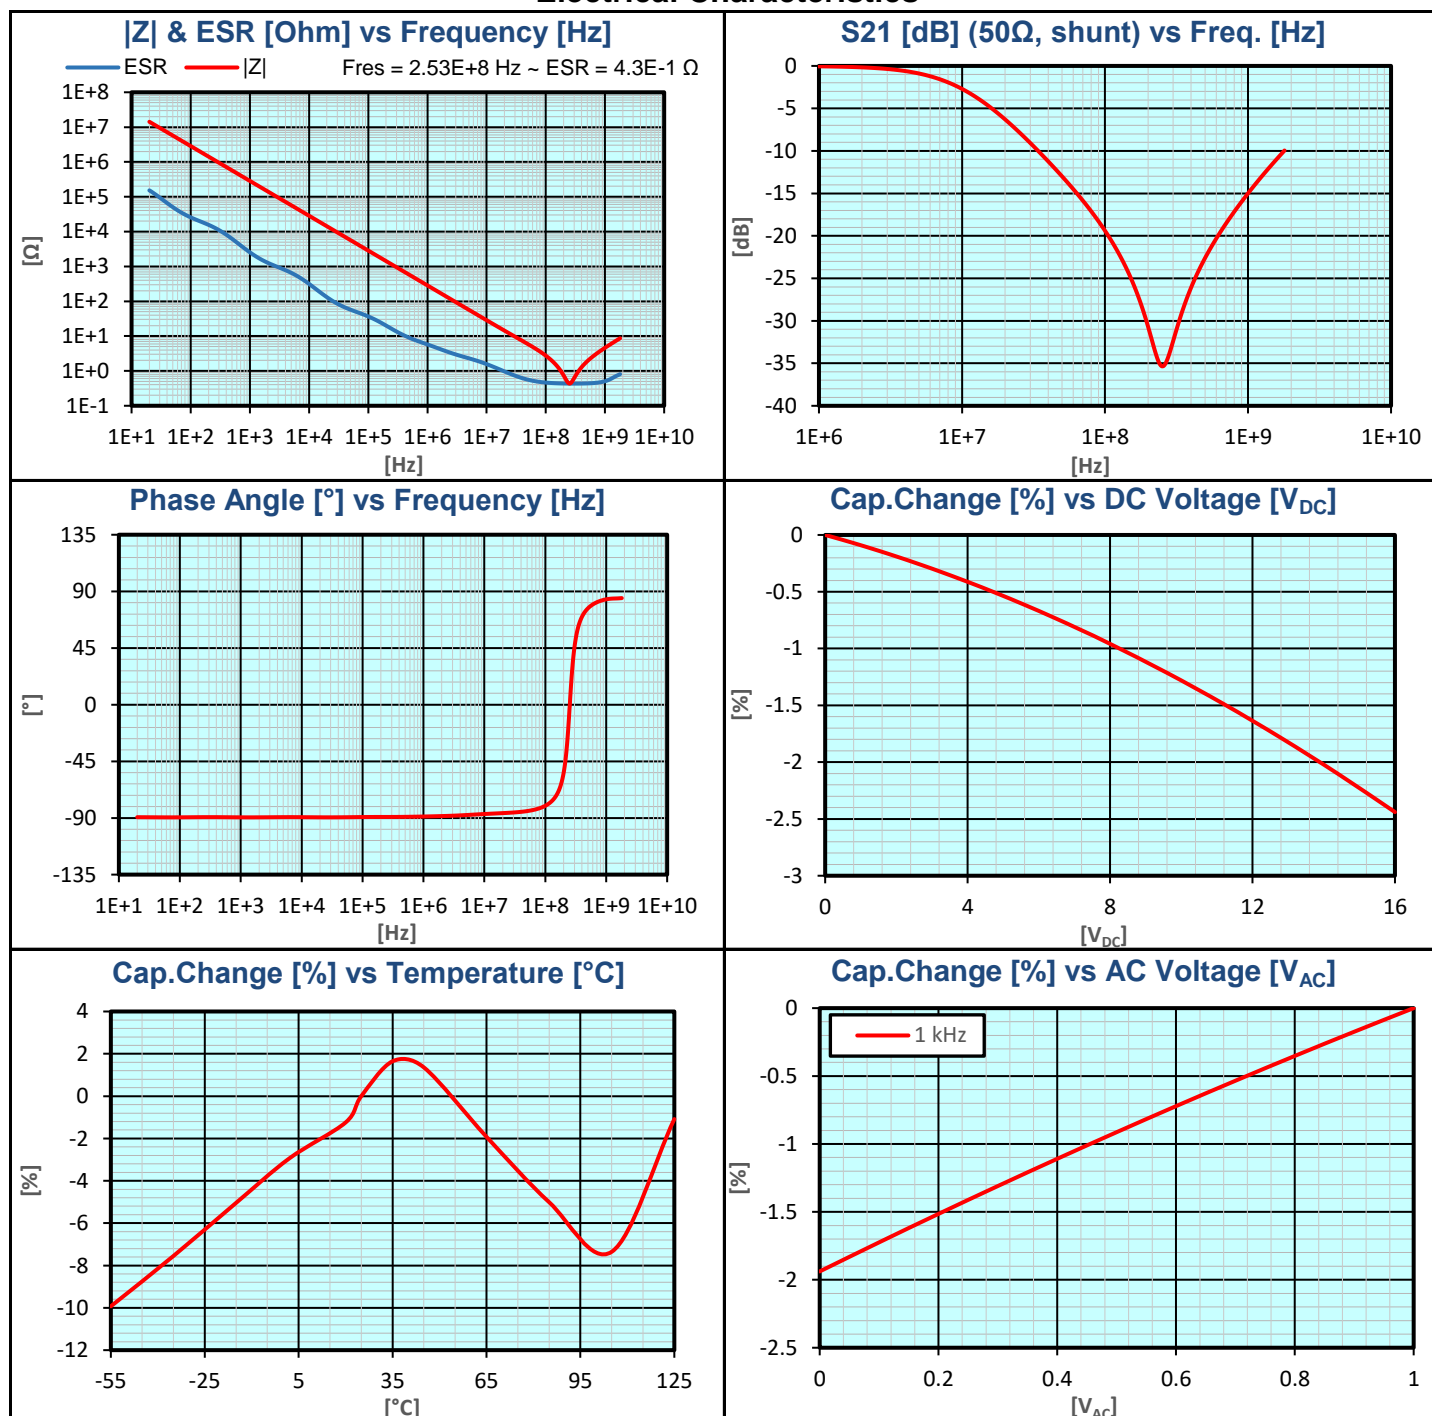 Electrical Characteristics
|Z| & ESR [Ohm] vs Frequency [Hz]
ESR |Z| Fres = 2.53E+8 Hz ~ ESR = 4.3E-1 Ω
1E+8
1E+7
1E+6
1E+5
1E+4
1E+3
1E+2
1E+1
1E+0
1E-1
[Ω]
1E+1 1E+2 1E+3 1E+4 1E+5 1E+6 1E+7 1E+8 1E+9 1E+10
[Hz]
S21 [dB] (50Ω, shunt) vs Freq. [Hz]
0
-5
-10
-15
-20
-25
-30
-35
-40
[dB]
1E+6 1E+7 1E+8 1E+9 1E+10
[Hz]
Phase Angle [°] vs Frequency [Hz]
135
90
45
0
-45
-90
-135
[°]
1E+1 1E+2 1E+3 1E+4 1E+5 1E+6 1E+7 1E+8 1E+9 1E+10
[Hz]
Cap.Change [%] vs DC Voltage [VDC]
0
-0.5
-1
-1.5
-2
-2.5
-3
[%]
0 4 8 12 16
[VDC]
Cap.Change [%] vs Temperature [°C]
4
2
0
-2
-4
-6
-8
-10
-12
[%]
-55 -25 5 35 65 95 125
[°C]
Cap.Change [%] vs AC Voltage [VAC]
1 kHz
0
-0.5
-1
-1.5
-2
-2.5
[%]
0 0.2 0.4 0.6 0.8 1
[VAC]